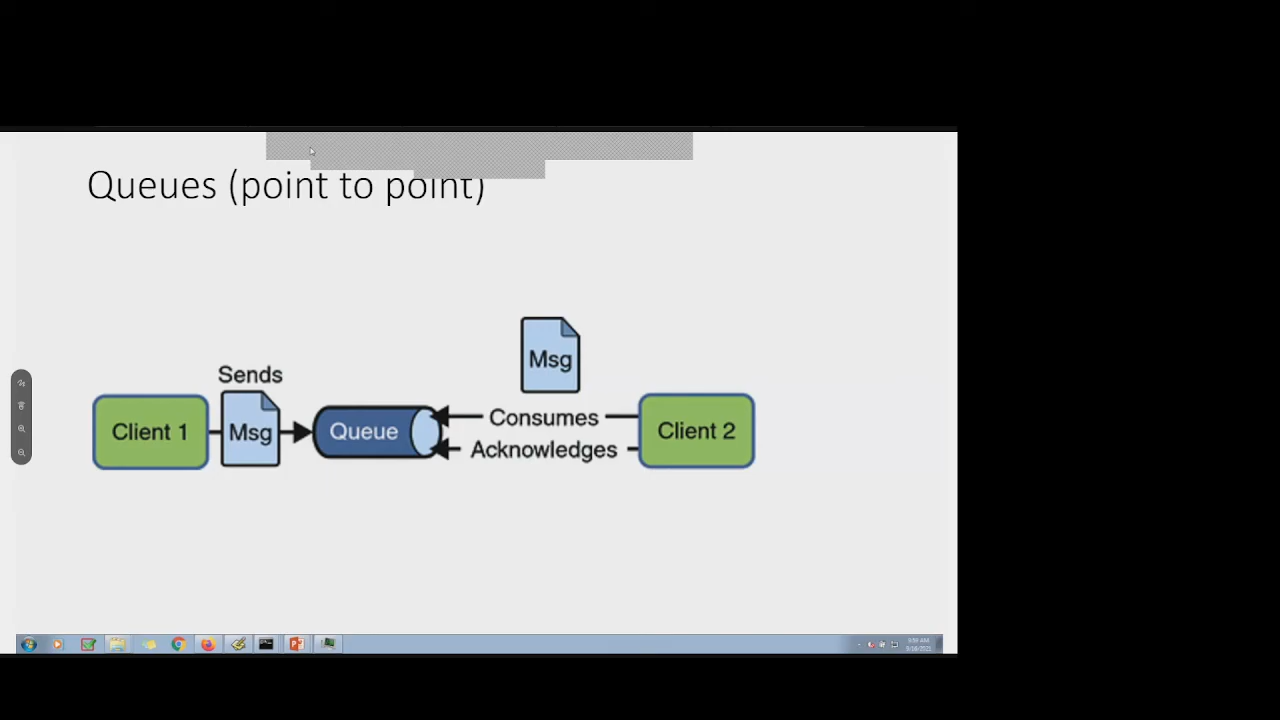 Queues (point to point)
Sends
Msg
Client 1
Msg
Queue
Consumes
Acknowledges
Client 2